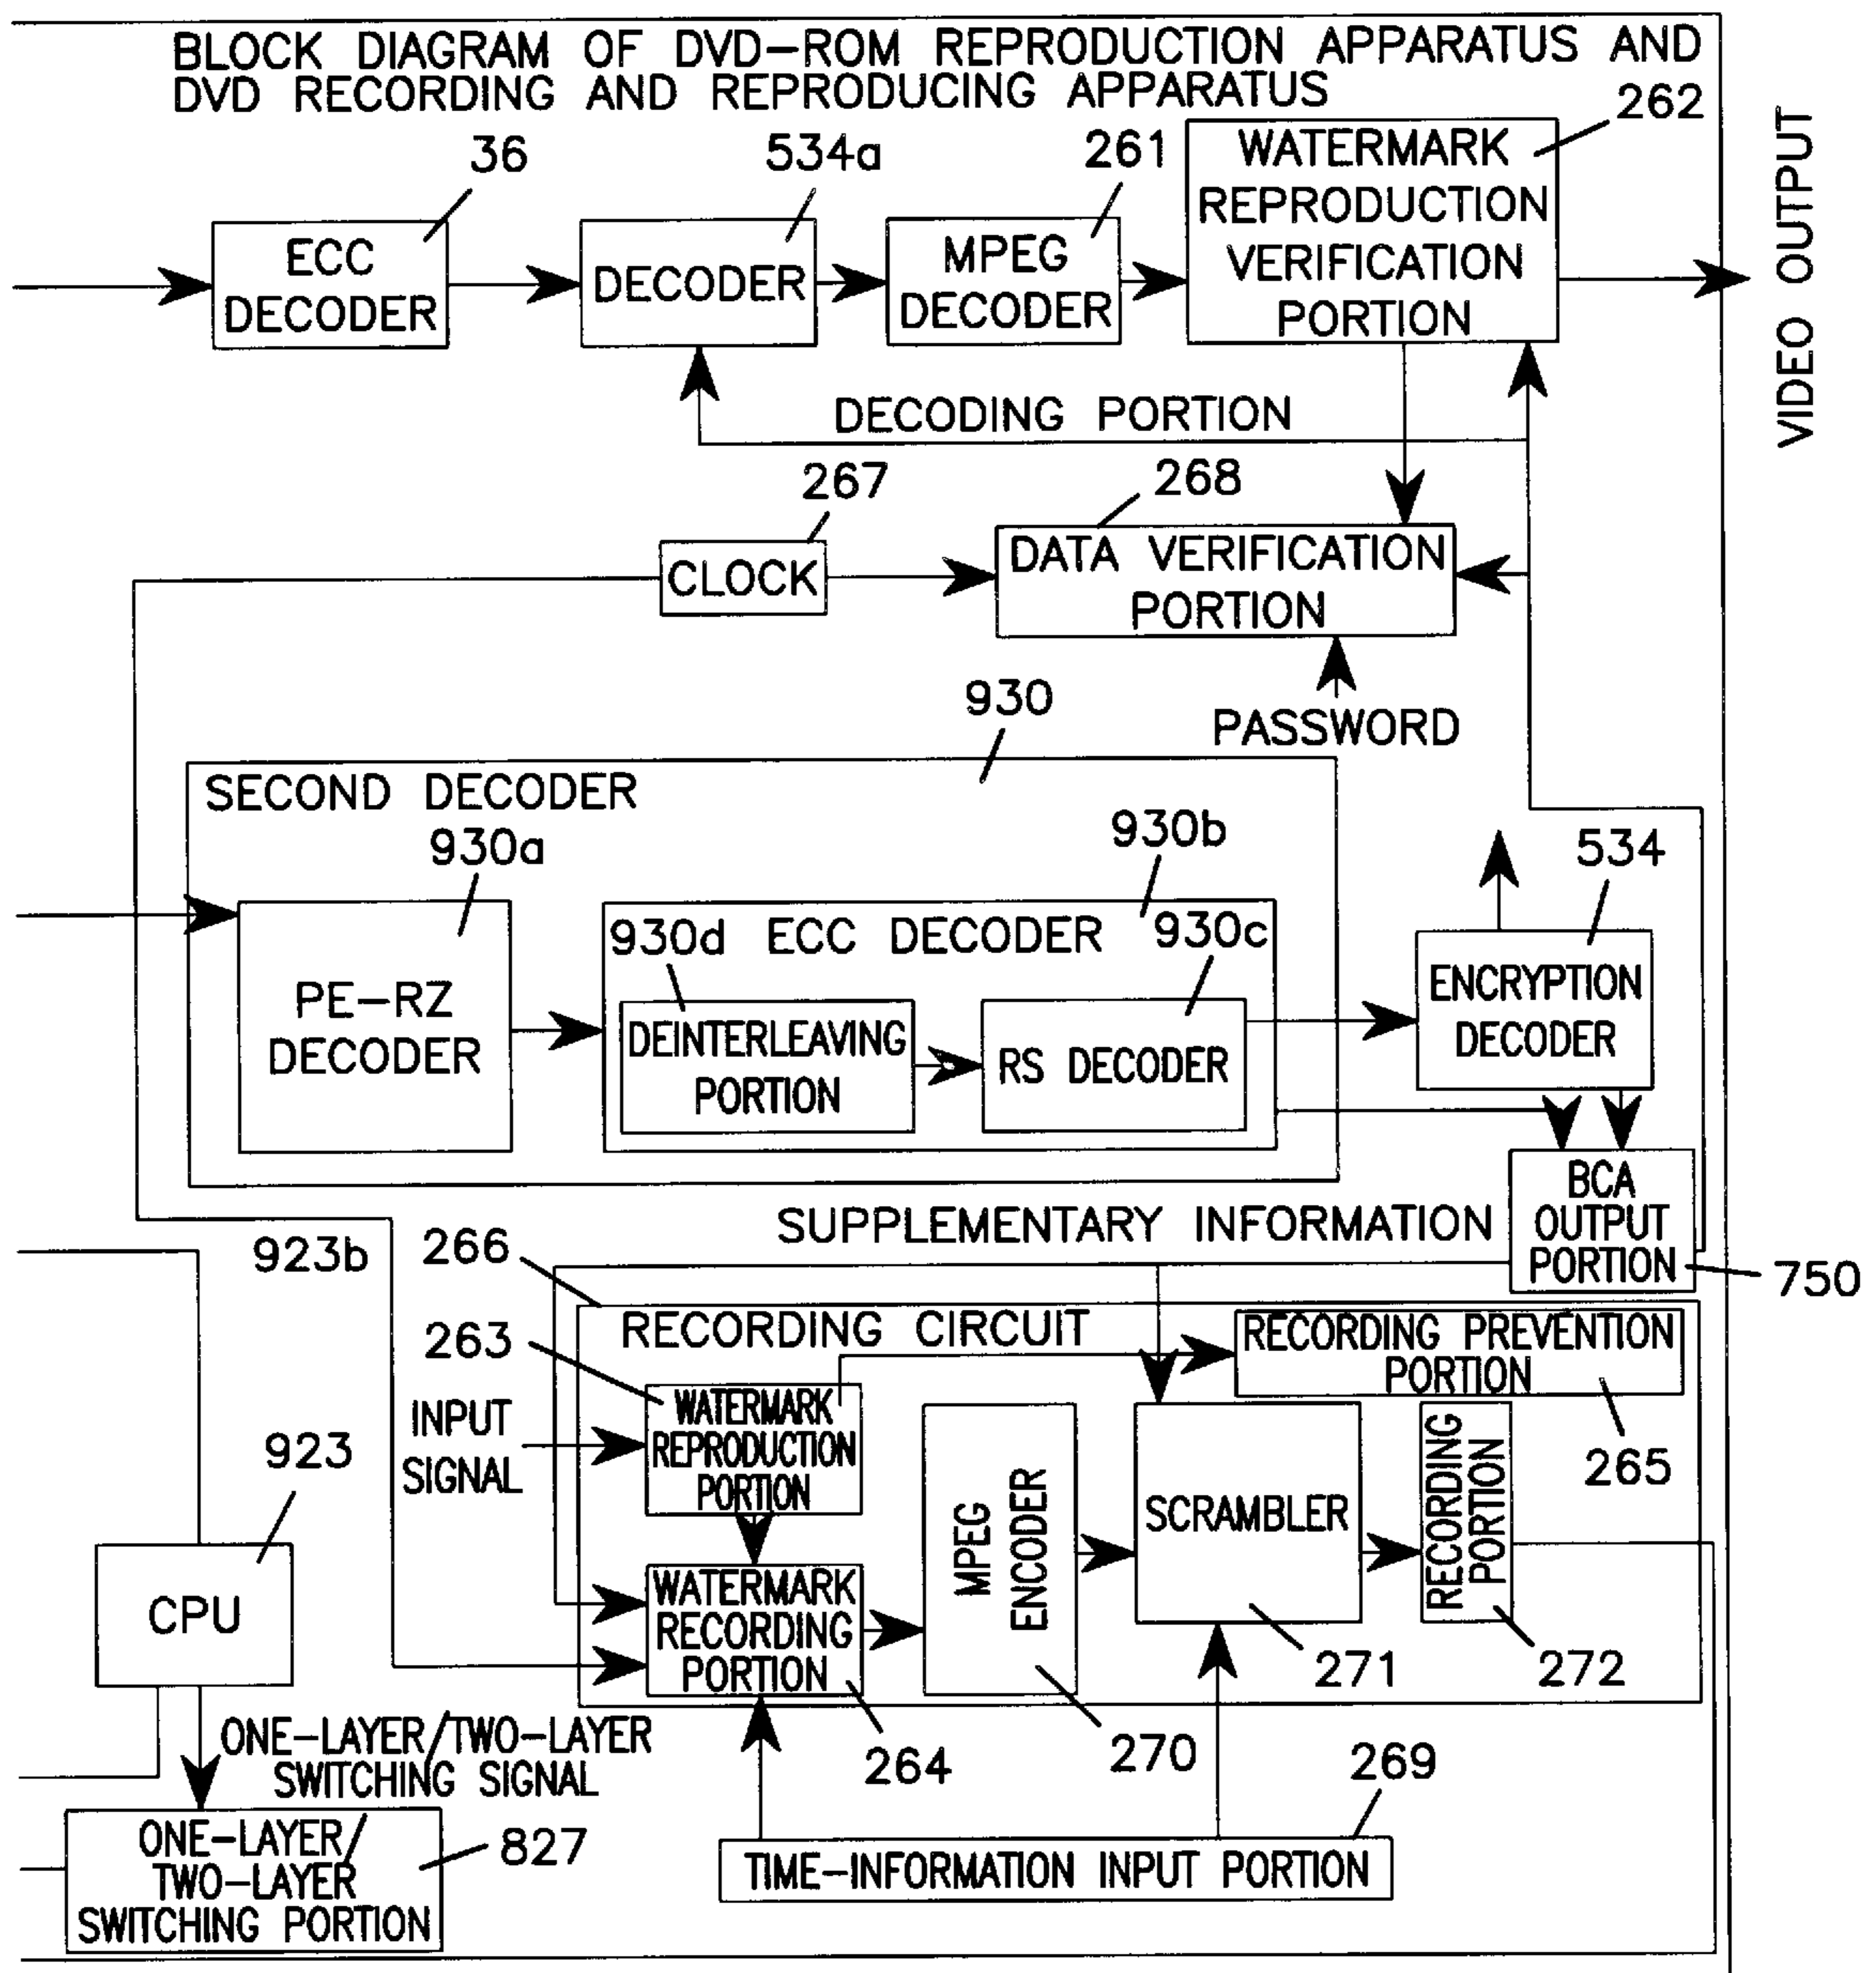 BLOCK DIAGRAM OF DVD-ROM REPRODUCTION APPARATUS AND
DVD RECORDING AND REPRODUCING APPARATUS
262
36
534a
261
WATERMARK
REPRODUCTION
VERIFICATION
PORTION
ECC
DECODER
DECODER
MPEG
DECODER
VIDEO OUTPUT
DECODING PORTION
267
268
CLOCK
DATA VERIFICATION
PORTION
PASSWORD
930
SECOND DECODER
930a
930b
534
930d ECC DECODER 930c
PE-RZ
DECODER
DEINTERLEAVING
PORTION
RS DECODER
ENCRYPTION
DECODER
BCA
OUTPUT
PORTION
750
SUPPLEMENTARY INFORMATION
923b
266
RECORDING CIRCUIT
RECORDING PREVENTION
PORTION
265
263
INPUT
SIGNAL
WATERMARK
REPRODUCTION
PORTION
923
CPU
WATERMARK
RECORDING
PORTION
MPEG
ENCODER
SCRAMBLER
RECORDING
PORTION
271
272
264
270
269
ONE-LAYER/TWO-LAYER
SWITCHING SIGNAL
ONE-LAYER/
TWO-LAYER
SWITCHING PORTION
827
TIME-INFORMATION INPUT PORTION